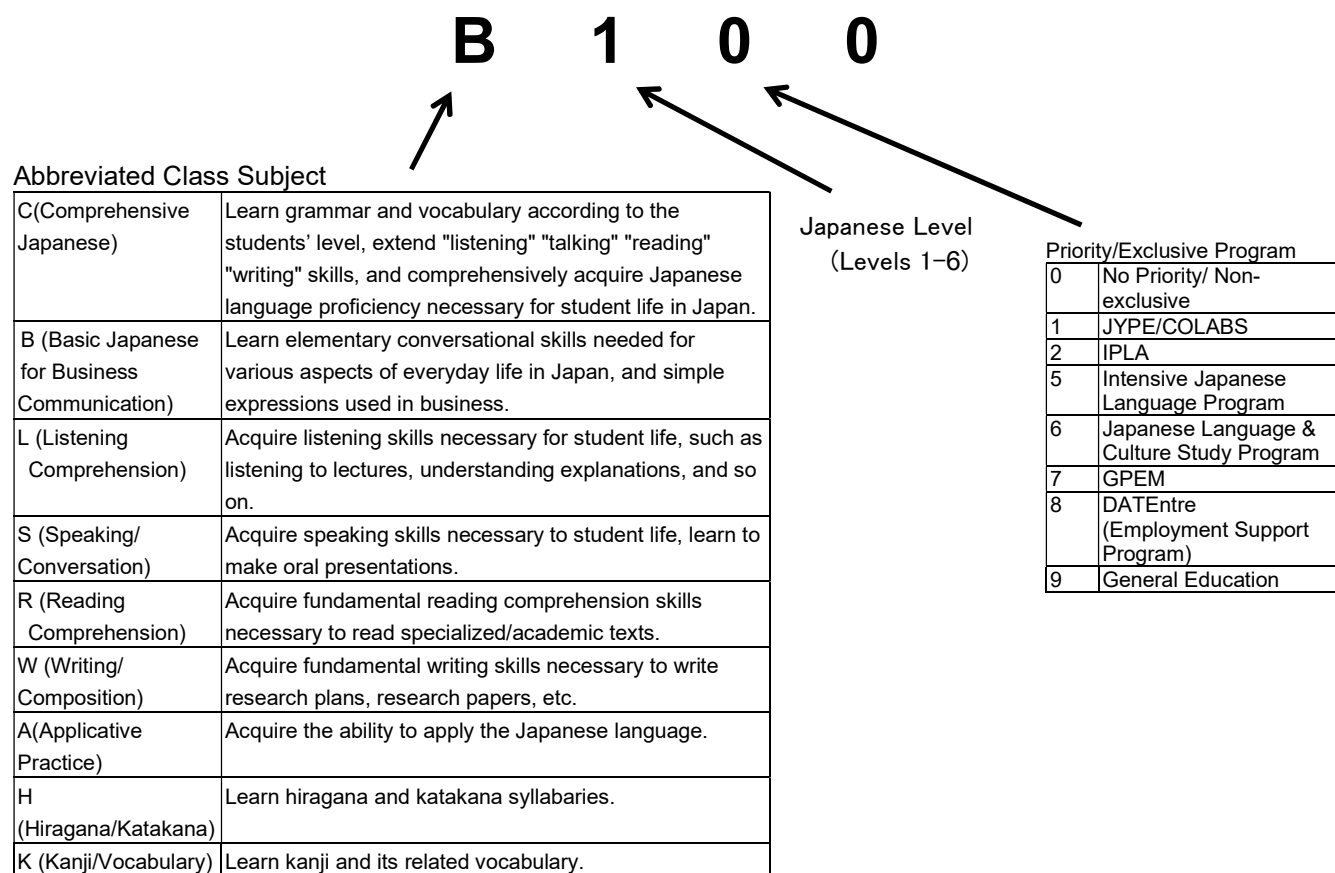 B 1 0 0
Abbreviated Class Subject
C(Comprehensive
Japanese)
Learn grammar and vocabulary according to the
students’ level, extend "listening" "talking" "reading"
"writing" skills, and comprehensively acquire Japanese
language proficiency necessary for student life in Japan.
B (Basic Japanese
for Business
Communication)
Learn elementary conversational skills needed for
various aspects of everyday life in Japan, and simple
expressions used in business.
L (Listening
Comprehension)
Acquire listening skills necessary for student life, such as
listening to lectures, understanding explanations, and so
on.
S (Speaking/
Conversation)
Acquire speaking skills necessary to student life, learn to
make oral presentations.
R (Reading
Comprehension)
Acquire fundamental reading comprehension skills
necessary to read specialized/academic texts.
W (Writing/
Composition)
Acquire fundamental writing skills necessary to write
research plans, research papers, etc.
A(Applicative
Practice)
Acquire the ability to apply the Japanese language.
H
(Hiragana/Katakana)
Learn hiragana and katakana syllabaries.
K (Kanji/Vocabulary)
Learn kanji and its related vocabulary.
Japanese Level
（Levels 1-6）
Priority/Exclusive Program
0 No Priority/ Non-
exclusive
1 JYPE/COLABS
2 IPLA
5 Intensive Japanese
Language Program
6 Japanese Language &
Culture Study Program
7 GPEM
8 DATEntre
(Employment Support
Program)
9 General Education